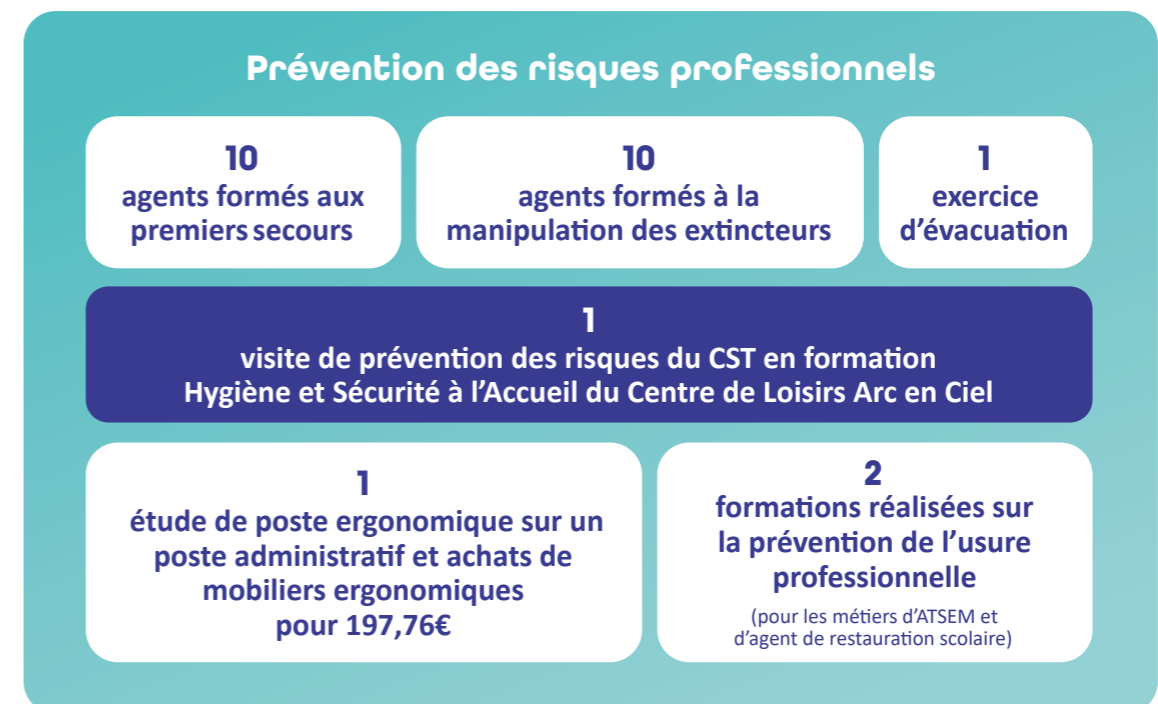 Prévention des risques professionnels
10
agents formés aux
premiers secours
10
agents formés à la
manipulation des extincteurs
1
exercice
d'évacuation
1
visite de prévention des risques du CST en formation
Hygiène et Sécurité à l'Accueil du Centre de Loisirs Arc en Ciel
1
étude de poste ergonomique sur un
poste administratif et achats de
mobiliers ergonomiques
pour 197,76€
2
formations réalisées sur
la prévention de l'usure
professionnelle
(pour les métiers d'ATSEM et
d'agent de restauration scolaire)